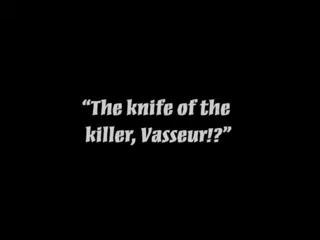 “The knife of the
killer, Vasseur!?”